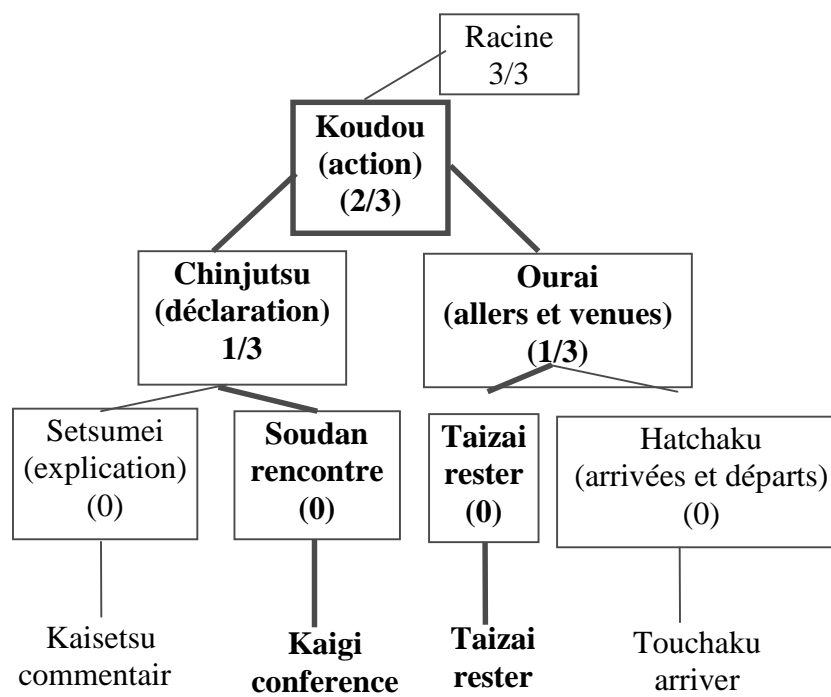 Racine
3/3
Koudou
(action)
(2/3)
Chinjutsu
(déclaration)
1/3
Ourai
(allers et venues)
(1/3)
Setsumei
(explication)
(0)
Soudan
rencontre
(0)
Taizai
rester
(0)
Hatchaku
(arrivées et départs)
(0)
Kaisetsu
commentair
Kaigi
conference
Taizai
rester
Touchaku
arriver